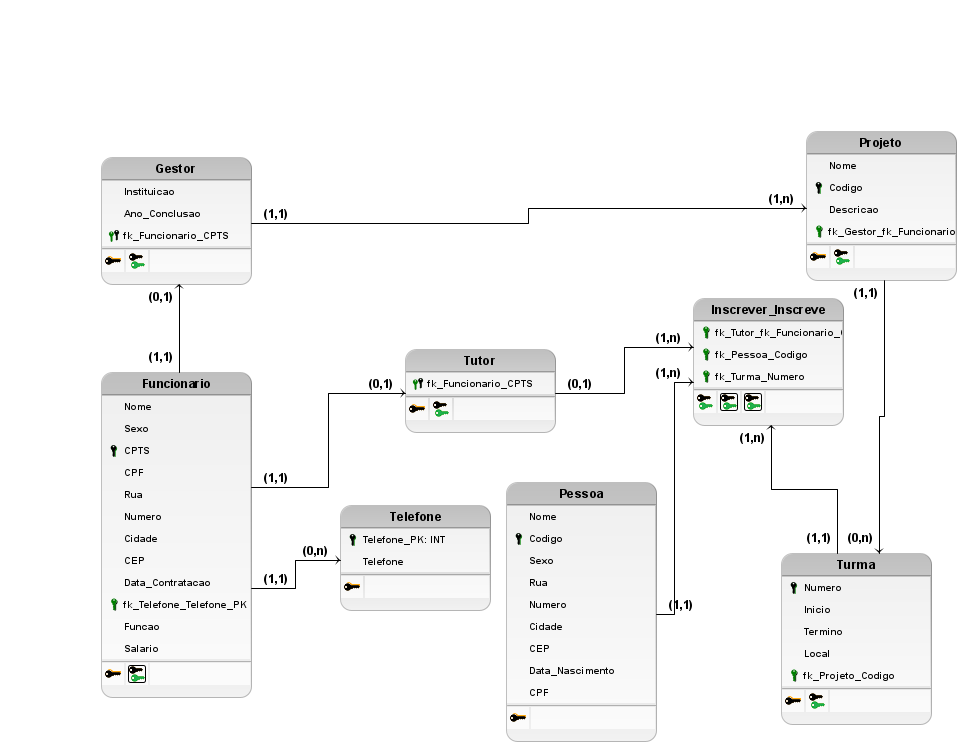 Gestor
Instituicao
Ano_Conclusao
fk_Funcionario_CPTS
(1,1)
(1,n)
Projeto
Nome
Codigo
Descricao
fk_Gestor_fk_Funcionario
(0,1)
(1,1)
(1,1)
Inscrever_Inscreve
fk_Tutor_fk_Funcionario_
fk_Pessoa_Codigo
fk_Turma_Numero
(1,n)
(1,n)
(1,n)
Tutor
fk_Funcionario_CPTS
(0,1)
(0,1)
Funcionario
Nome
Sexo
CPTS
CPF
Rua
Numero
Cidade
CEP
Data_Contratacao
fk_Telefone_Telefone_PK
Funcao
Salario
(1,1)
(1,1)
(0,n)
Telefone
Telefone_PK: INT
Telefone
Pessoa
Nome
Codigo
Sexo
Rua
Numero
Cidade
CEP
Data_Nascimento
CPF
(1,1)
(1,1)
(0,n)
Turma
Numero
Inicio
Termino
Local
fk_Projeto_Codigo